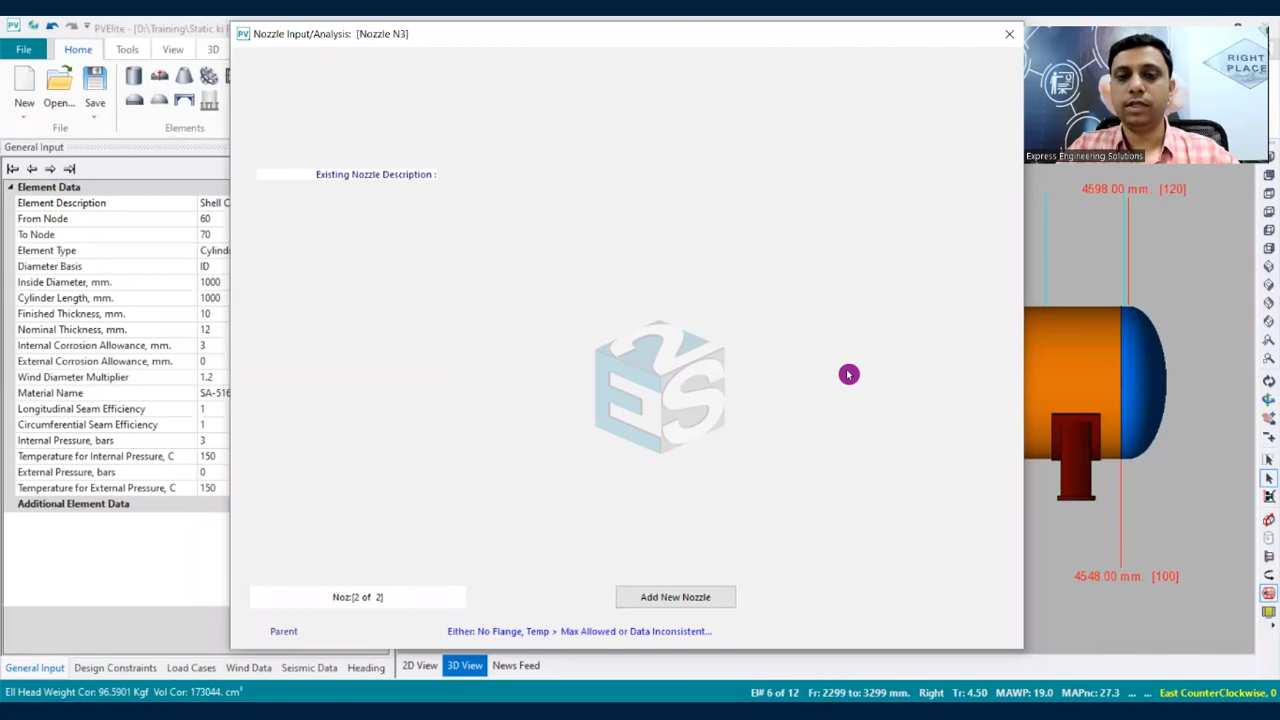 PV
PVElite - [D:\Training\Static ki
PV Nozzle Input/Analysis: [Nozzle N3]
File
Home
Tools
View
3D
New
Open...
Save
File
Elements
RIGHT
PLACE
Express Engineering Solutions
General Input
Existing Nozzle Description :
Element Data
Element Description Shell C
From Node 60
To Node 70
Element Type Cylind
Diameter Basis ID
Inside Diameter, mm. 1000
Cylinder Length, mm. 1000
Finished Thickness, mm. 10
Nominal Thickness, mm. 12
Internal Corrosion Allowance, mm. 3
External Corrosion Allowance, mm. 0
Wind Diameter Multiplier 1.2
Material Name SA-516
Longitudinal Seam Efficiency 1
Circumferential Seam Efficiency 1
Internal Pressure, bars 3
Temperature for Internal Pressure, C 150
External Pressure, bars 0
Temperature for External Pressure, C 150
Additional Element Data
4598.00 mm. [120]
2
E S
4548.00 mm. [100]
Noz:[2 of 2]
Add New Nozzle
Parent
Either: No Flange, Temp > Max Allowed or Data Inconsistent...
General Input
Design Constraints
Load Cases
Wind Data
Seismic Data
Heading
2D View
3D View
News Feed
Ell Head Weight Cor: 96.5901 Kgf Vol Cor: 173044. cm³
El# 6 of 12 Fr: 2299 to: 3299 mm. Right Tr: 4.50 MAWP: 19.0 MAPnc: 27.3 ... ... East CounterClockwise, 0